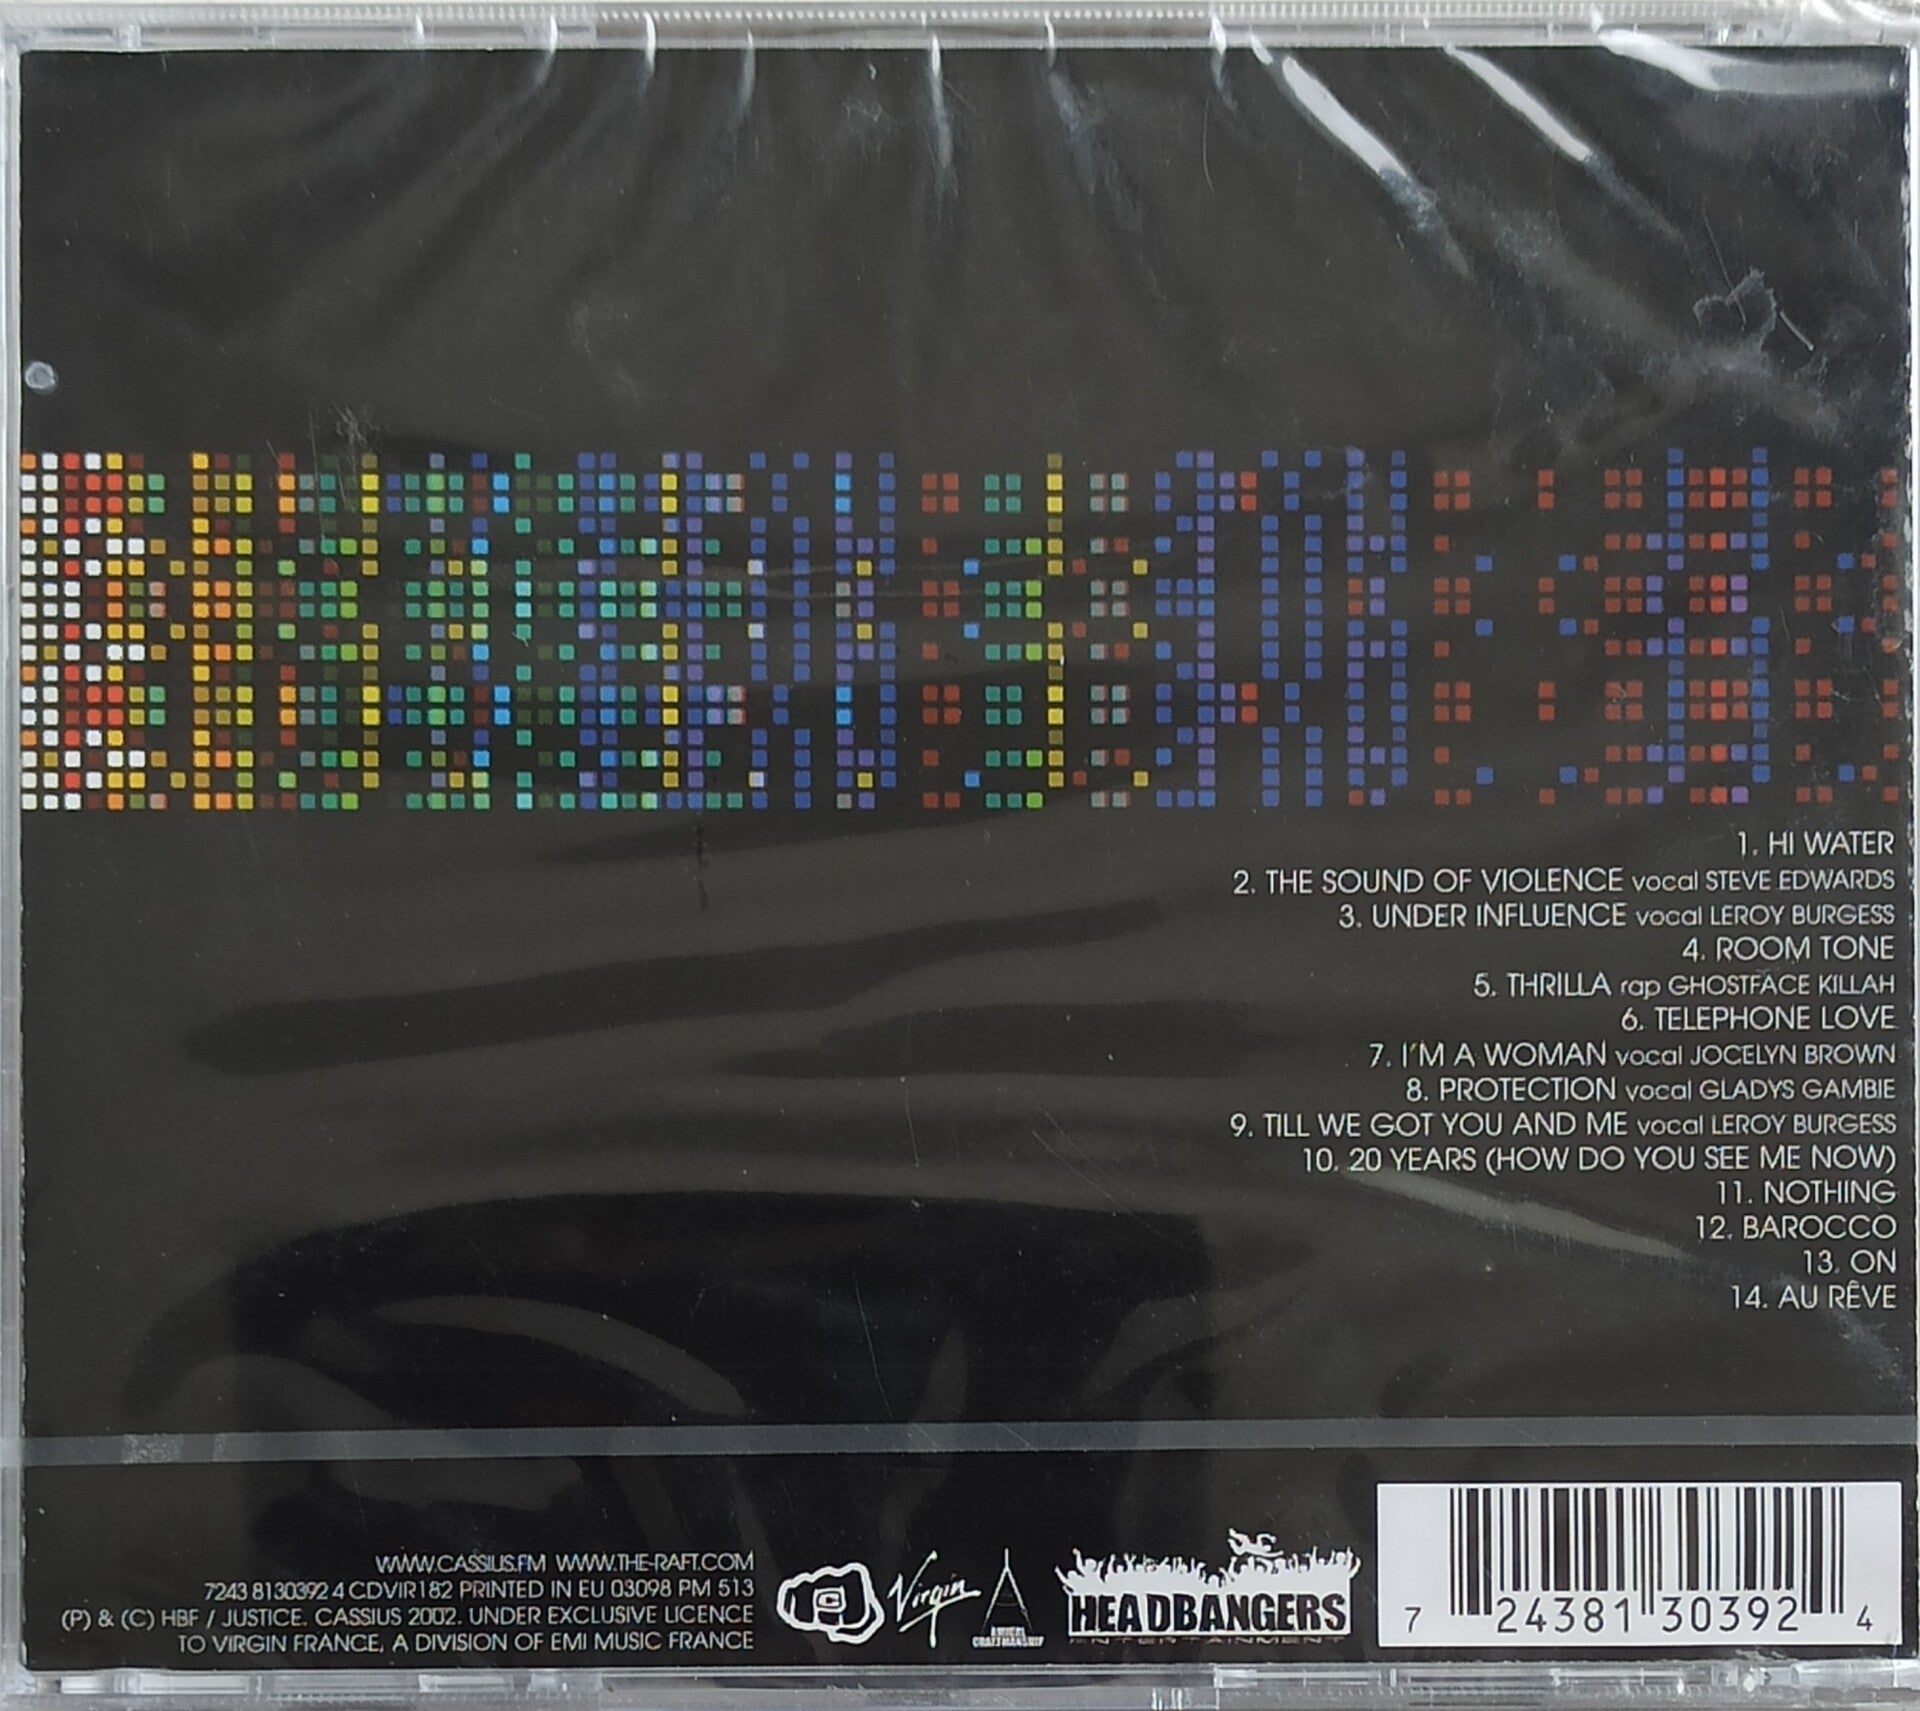 1. HI WATER
2. THE SOUND OF VIOLENCE vocal STEVE EDWARDS
3. UNDER INFLUENCE vocal LEROY BURGESS
4. ROOM TONE
5. THRILLA rap GHOSTFACE KILLAH
6. TELEPHONE LOVE
7. I'M A WOMAN vocal JOCELYN BROWN
8. PROTECTION vocal GLADYS GAMBIE
9. TILL WE GOT YOU AND ME vocal LEROY BURGESS
10. 20 YEARS (HOW DO YOU SEE ME NOW)
11. NOTHING
12. BAROCCO
13. ON
14. AU RÊVE
WWW.CASSIUS.FM WWW.THE-RAFT.COM
7243 8130392 4 CDVIR182 PRINTED IN EU 03098 PM 513
(P) & (C) HBF / JUSTICE. CASSIUS 2002. UNDER EXCLUSIVE LICENCE
TO VIRGIN FRANCE, A DIVISION OF EMI MUSIC FRANCE
C
Virgin
CRAFTMANSHIP
HEADBANGERS
ENTERTAINMENT
7 24381 30392 4